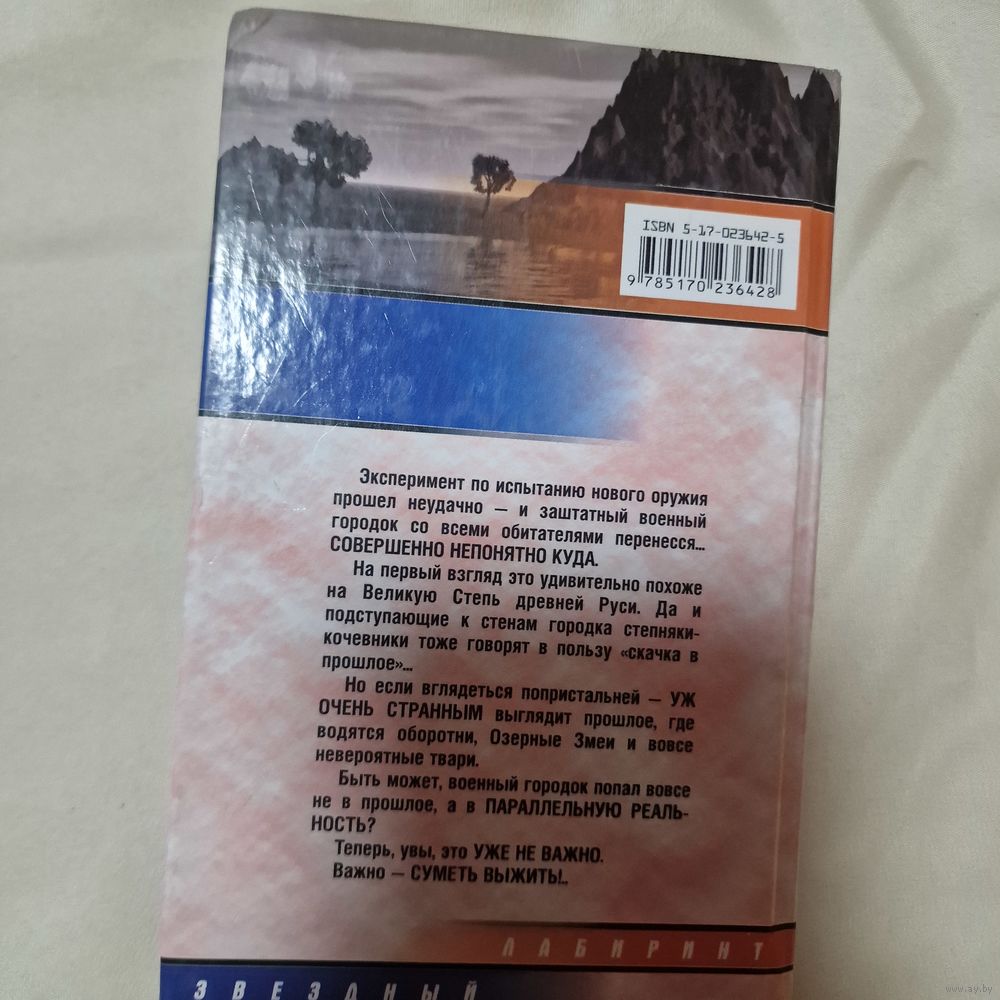 ISBN 5-17-023642-5
9 785170 236428
Эксперимент по испытанию нового оружия
прошел неудачно — и заштатный военный
городок со всеми обитателями перенесся...
СОВЕРШЕННО НЕПОНЯТНО КУДА.
На первый взгляд это удивительно похоже
на Великую Степь древней Руси. Да и
подступающие к стенам городка степняки-
кочевники тоже говорят в пользу «скачка в
прошлое»...
Но если вглядеться попристальней — УЖ
ОЧЕНЬ СТРАННЫМ выглядит прошлое, где
водятся оборотни, Озерные Змеи и вовсе
невероятные твари.
Быть может, военный городок попал вовсе
не в прошлое, а в ПАРАЛЛЕЛЬНУЮ РЕАЛЬ-
НОСТЬ?
Теперь, увы, это УЖЕ НЕ ВАЖНО.
Важно — СУМЕТЬ ВЫЖИТЬ!..
ЛАБИРИНТ
ЗВЕЗДНЫЙ
www.ay.by